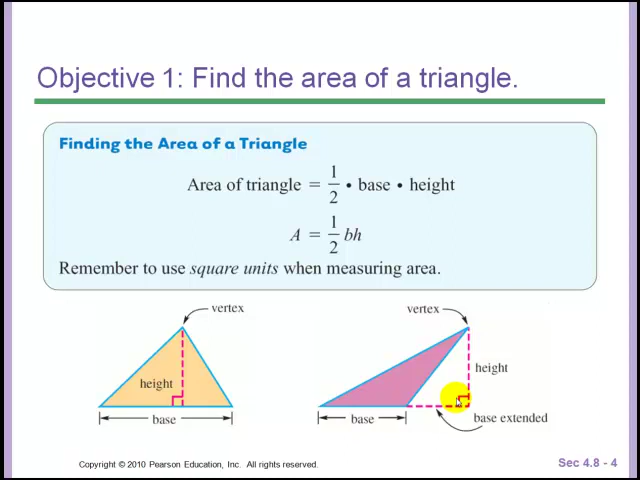 Objective 1: Find the area of a triangle.
Finding the Area of a Triangle
Area of triangle = 1/2 • base • height
A = 1/2 bh
Remember to use square units when measuring area.
vertex
height
base
vertex
height
base
base extended
Copyright © 2010 Pearson Education, Inc. All rights reserved.
Sec 4.8 - 4